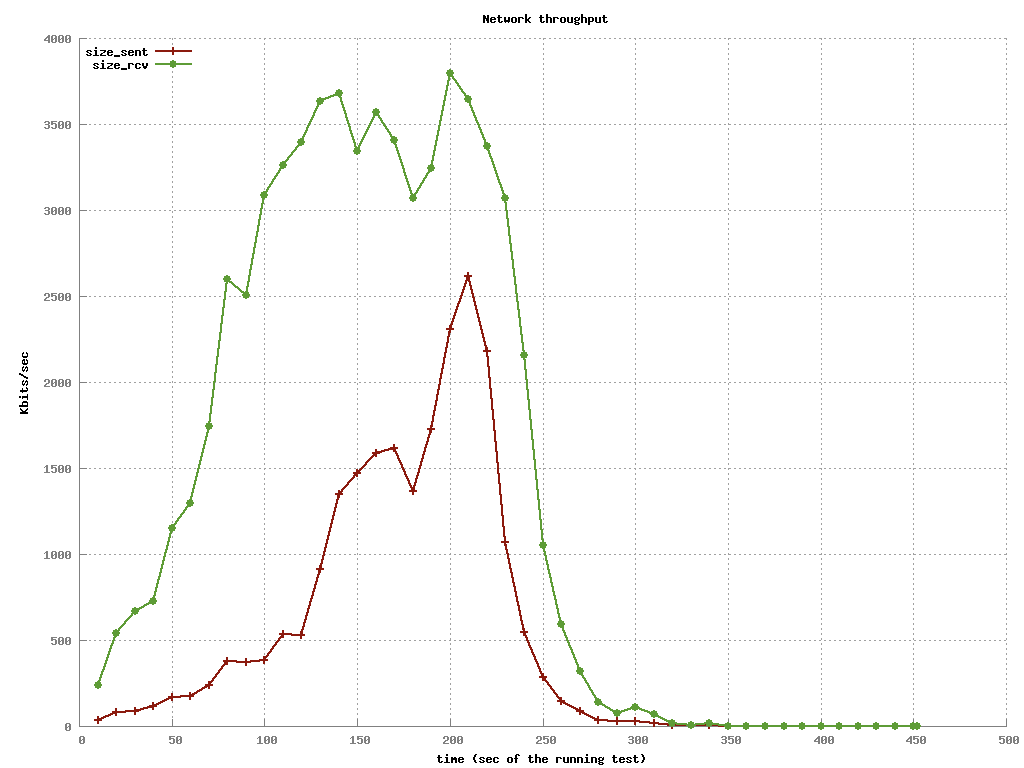 Network throughput
size_sent
size_rcv
4000
3500
3000
2500
2000
1500
1000
500
0
Kbits/sec
0 50 100 150 200 250 300 350 400 450 500
time (sec of the running test)